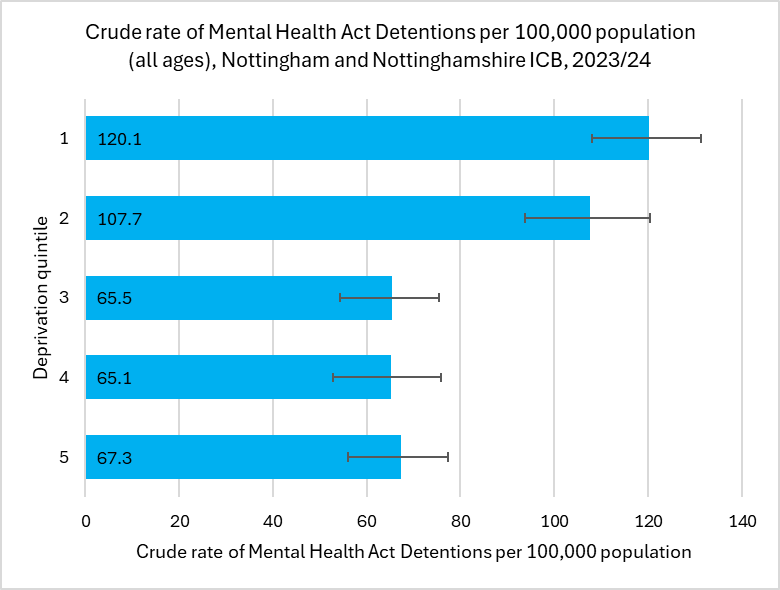 Crude rate of Mental Health Act Detentions per 100,000 population
(all ages), Nottingham and Nottinghamshire ICB, 2023/24
Deprivation quintile
1
120.1
2
107.7
3
65.5
4
65.1
5
67.3
0 20 40 60 80 100 120 140
Crude rate of Mental Health Act Detentions per 100,000 population